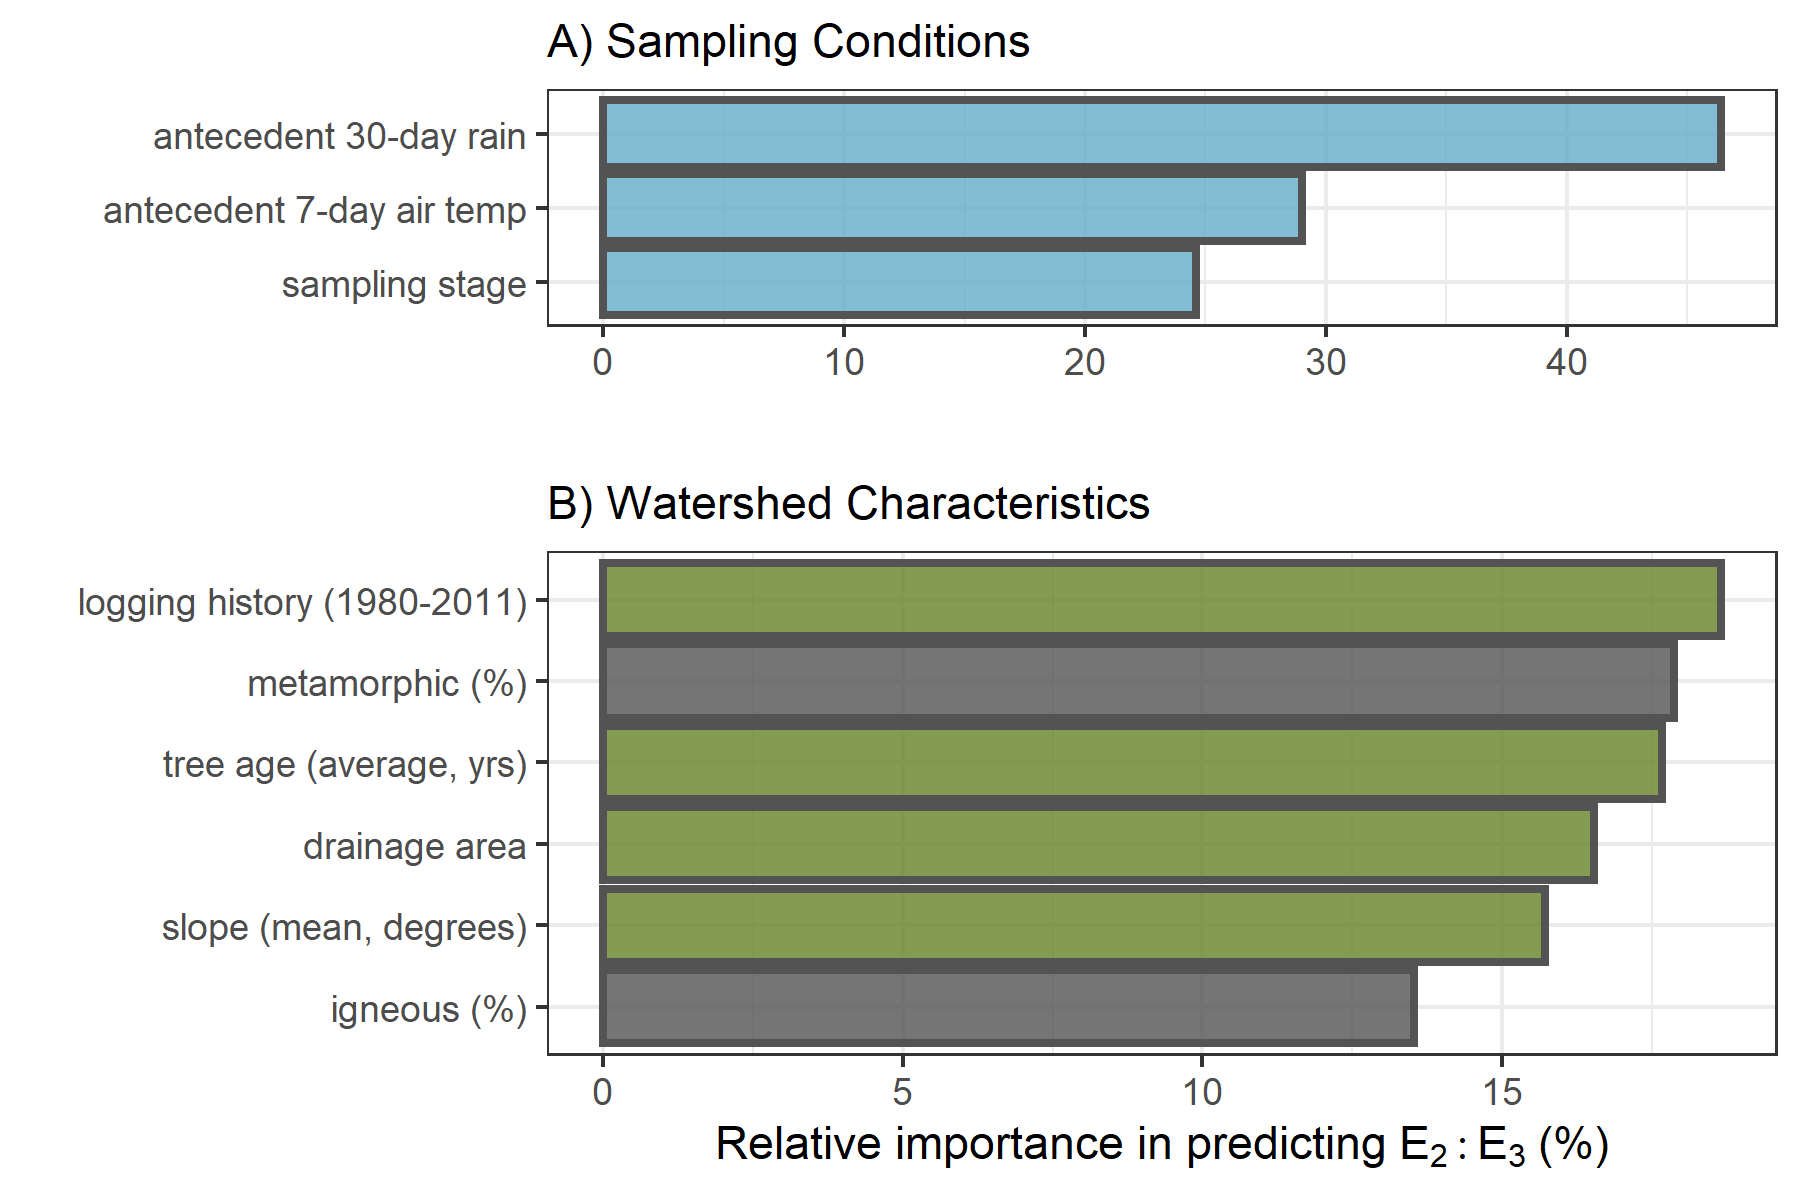 A) Sampling Conditions
antecedent 30-day rain
antecedent 7-day air temp
sampling stage
0 10 20 30 40
B) Watershed Characteristics
logging history (1980-2011)
metamorphic (%)
tree age (average, yrs)
drainage area
slope (mean, degrees)
igneous (%)
0 5 10 15
Relative importance in predicting E₂ : E₃ (%)